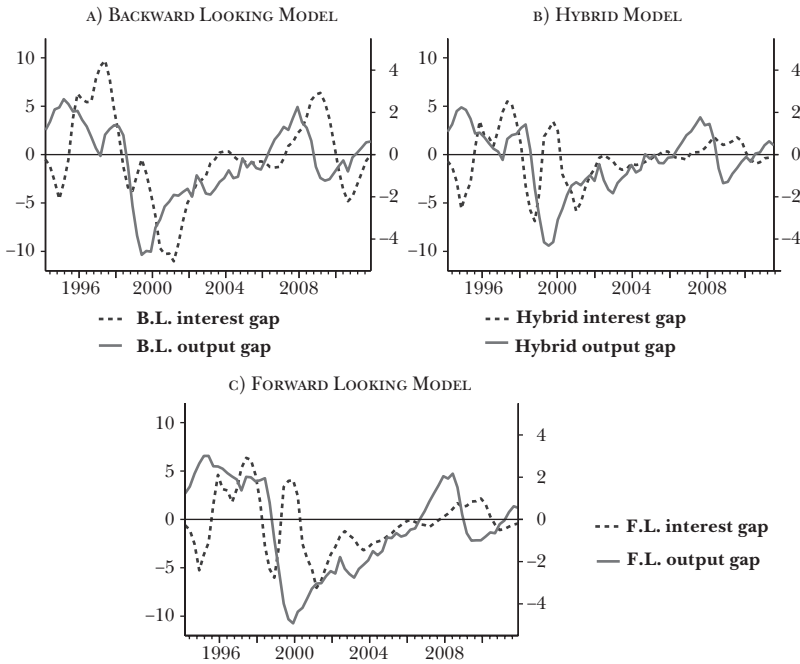 A) BACKWARD LOOKING MODEL
10
5
0
−5
−10
4
2
0
−2
−4
1996 2000 2004 2008
B.L. interest gap
B.L. output gap
B) HYBRID MODEL
10
5
0
−5
−10
4
2
0
−2
−4
1996 2000 2004 2008
Hybrid interest gap
Hybrid output gap
C) FORWARD LOOKING MODEL
10
5
0
−5
−10
4
2
0
−2
−4
1996 2000 2004 2008
F.L. interest gap
F.L. output gap